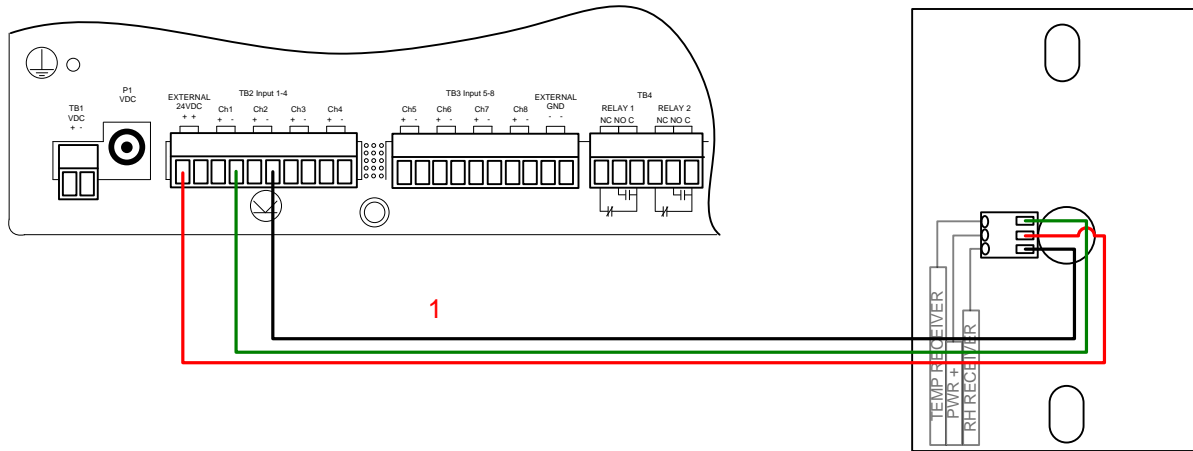 P1
VDC
TB1
VDC
+ -
EXTERNAL
24VDC
+ +
TB2 Input 1-4
Ch1
+ -
Ch2
+ -
Ch3
+ -
Ch4
+ -
TB3 Input 5-8
Ch5
+ -
Ch6
+ -
Ch7
+ -
Ch8
+ -
EXTERNAL
GND
- -
TB4
RELAY 1
NC NO C
RELAY 2
NC NO C
1
TEMP RECEIVER
PWR +
RH RECEIVER